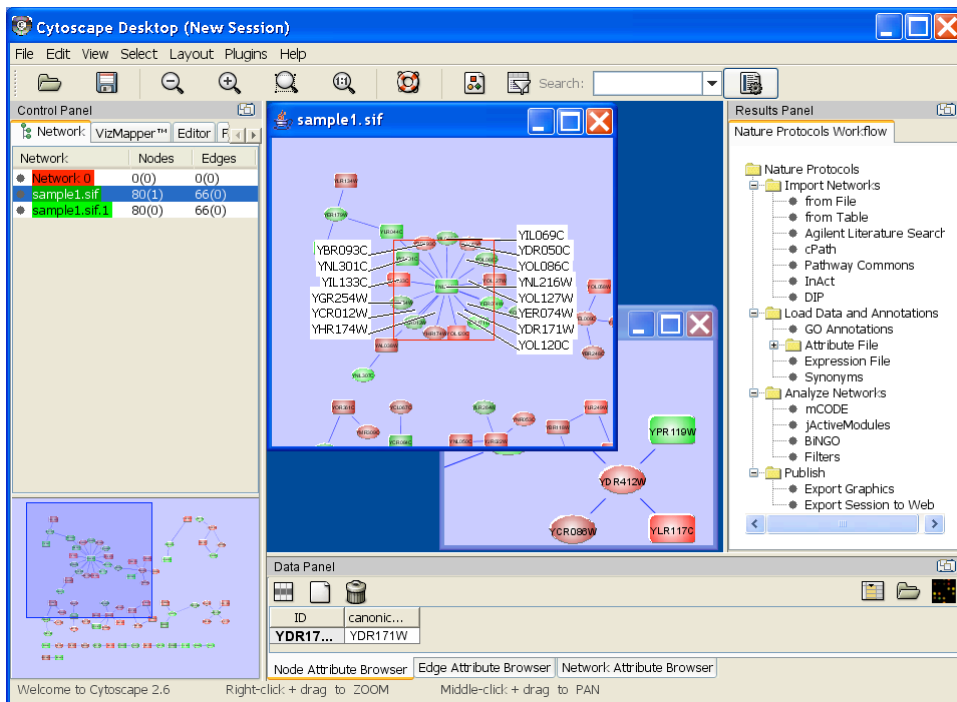 Cytoscape Desktop (New Session)
File Edit View Select Layout Plugins Help
Search:
Control Panel
Network VizMapper™ Editor F
Network Nodes Edges
Network 0 0(0) 0(0)
sample1.sif 80(1) 66(0)
sample1.sif.1 80(0) 66(0)
sample1.sif
YBR093C
YNL301C
YIL133C
YGR254W
YCR012W
YHR174W
YIL069C
YDR050C
YOL086C
YNL216W
YOL127W
YER074W
YDR171W
YOL120C
YPR119W
YDR412W
YCR086W
YLR117C
Results Panel
Nature Protocols Workflow
Nature Protocols
Import Networks
from File
from Table
Agilent Literature Search
cPath
Pathway Commons
InAct
DIP
Load Data and Annotations
GO Annotations
Attribute File
Expression File
Synonyms
Analyze Networks
mCODE
jActiveModules
BiNGO
Filters
Publish
Export Graphics
Export Session to Web
Data Panel
ID canonic...
YDR17... YDR171W
Node Attribute Browser Edge Attribute Browser Network Attribute Browser
Welcome to Cytoscape 2.6 Right-click + drag to ZOOM Middle-click + drag to PAN